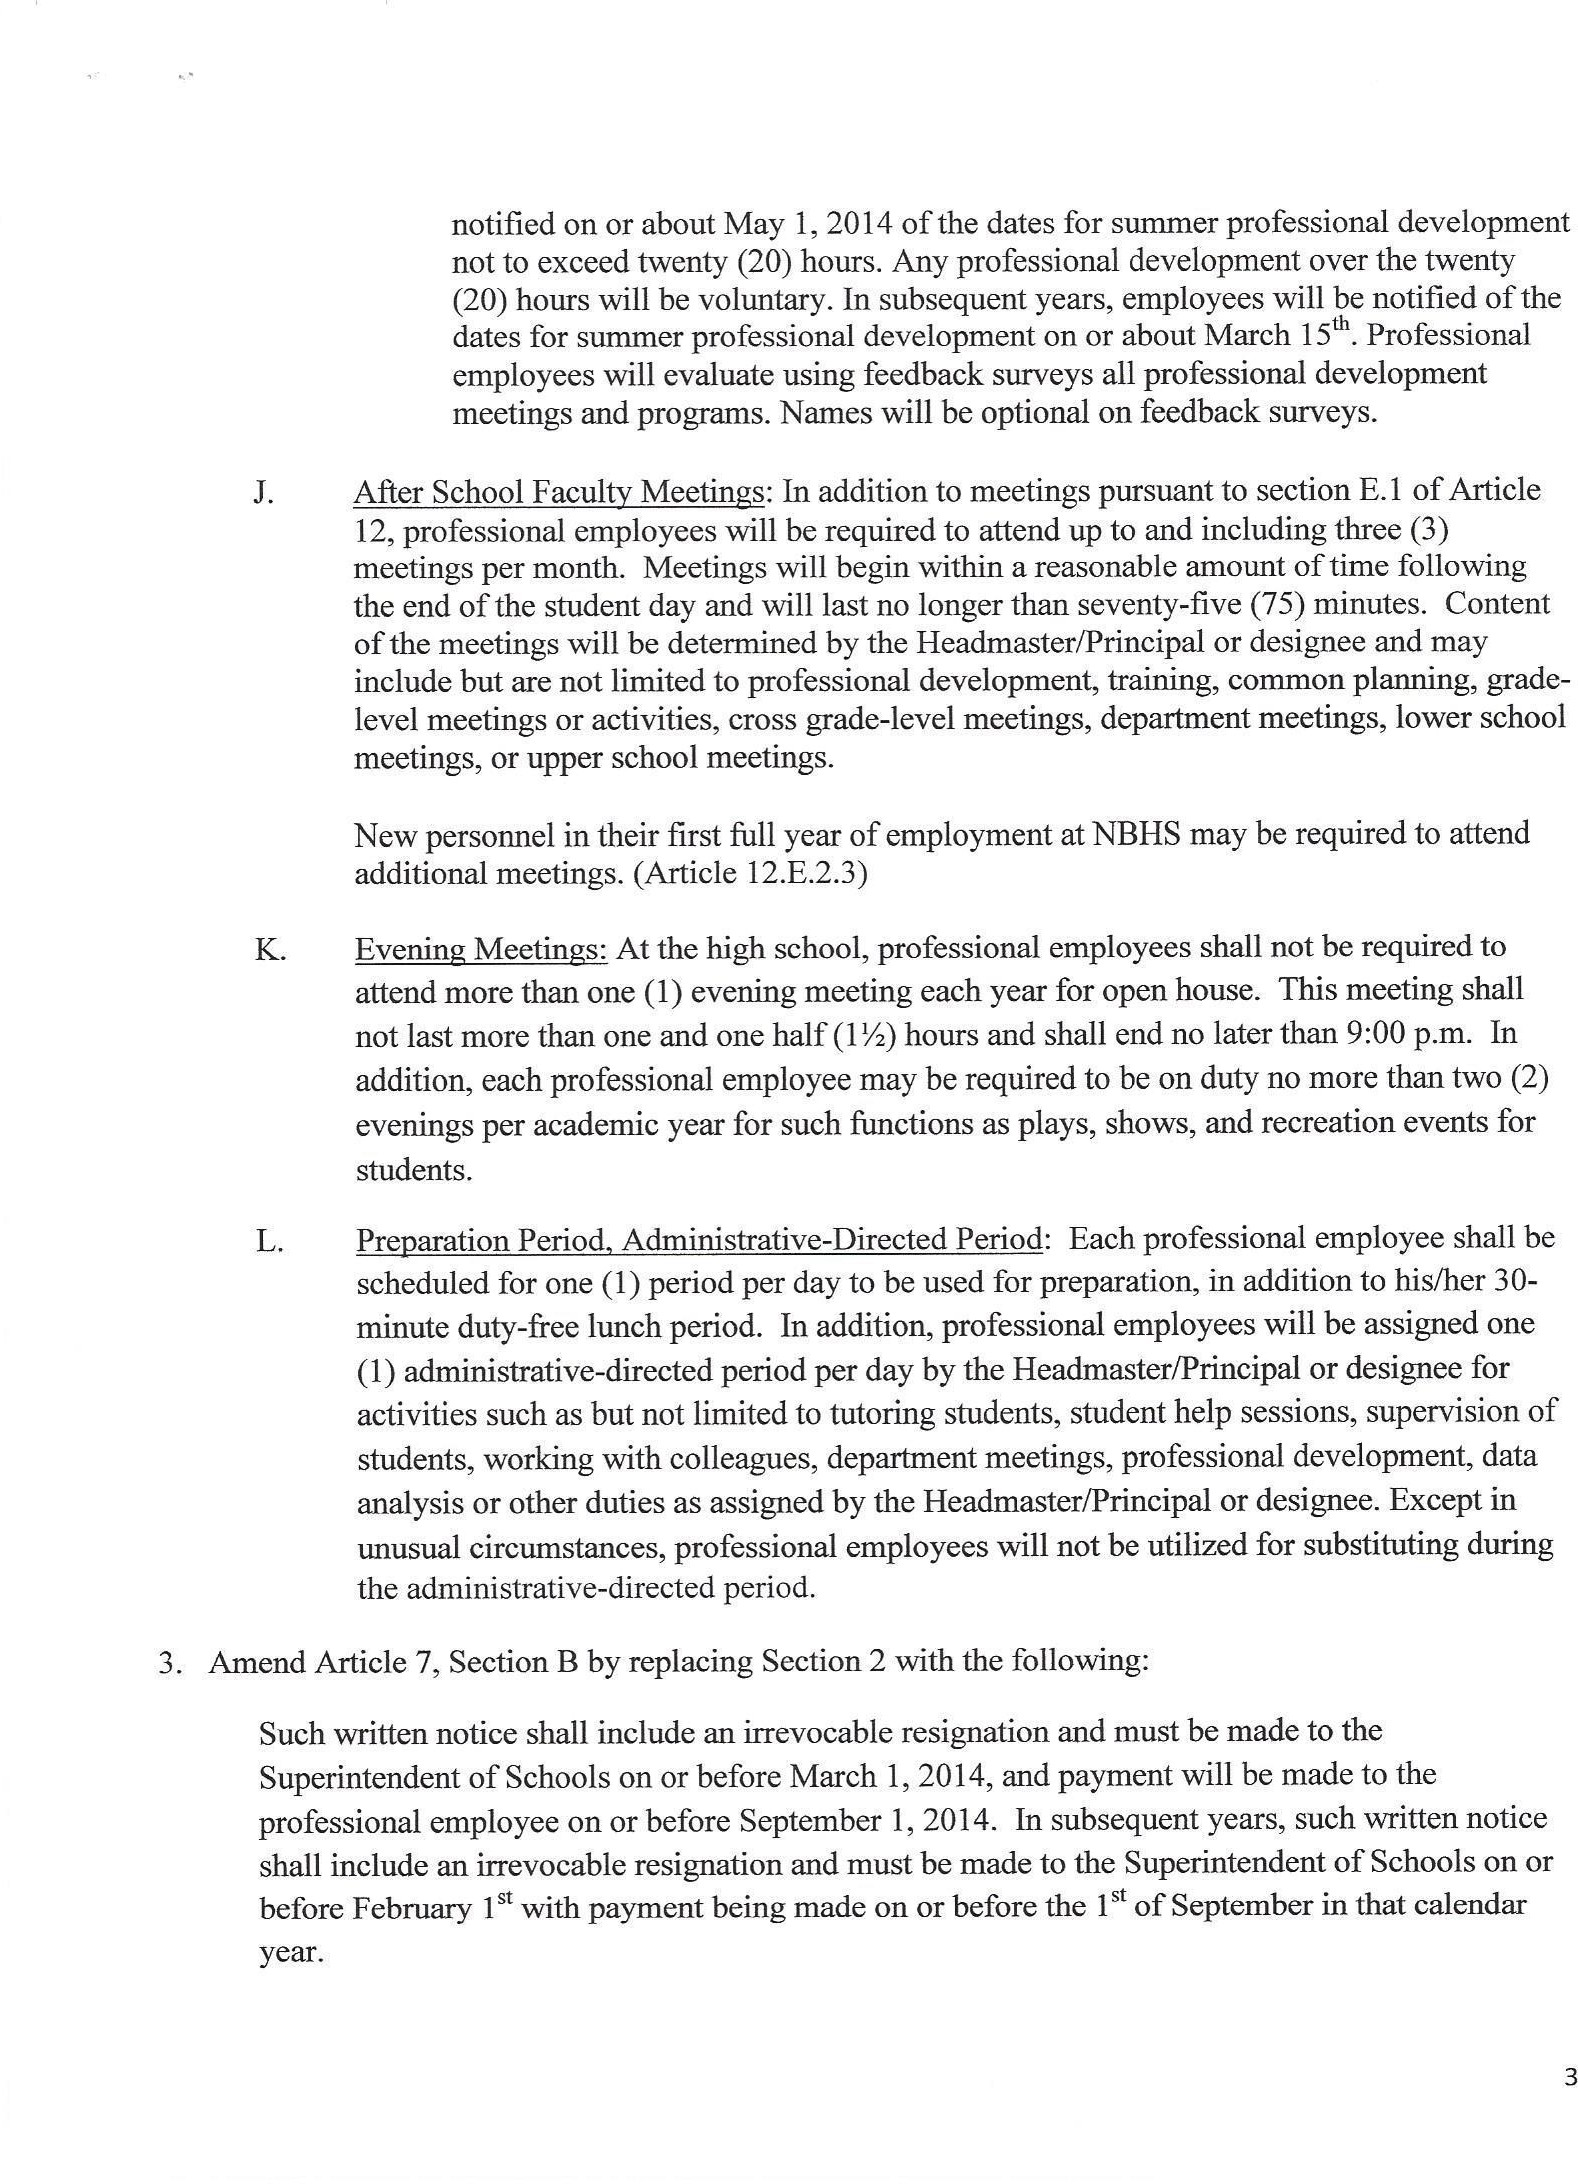 notified on or about May 1, 2014 of the dates for summer professional development
not to exceed twenty (20) hours. Any professional development over the twenty
(20) hours will be voluntary. In subsequent years, employees will be notified of the
dates for summer professional development on or about March 15th. Professional
employees will evaluate using feedback surveys all professional development
meetings and programs. Names will be optional on feedback surveys.
J. After School Faculty Meetings: In addition to meetings pursuant to section E.1 of Article
12, professional employees will be required to attend up to and including three (3)
meetings per month. Meetings will begin within a reasonable amount of time following
the end of the student day and will last no longer than seventy-five (75) minutes. Content
of the meetings will be determined by the Headmaster/Principal or designee and may
include but are not limited to professional development, training, common planning, grade-
level meetings or activities, cross grade-level meetings, department meetings, lower school
meetings, or upper school meetings.
New personnel in their first full year of employment at NBHS may be required to attend
additional meetings. (Article 12.E.2.3)
K. Evening Meetings: At the high school, professional employees shall not be required to
attend more than one (1) evening meeting each year for open house. This meeting shall
not last more than one and one half (1½) hours and shall end no later than 9:00 p.m. In
addition, each professional employee may be required to be on duty no more than two (2)
evenings per academic year for such functions as plays, shows, and recreation events for
students.
L. Preparation Period, Administrative-Directed Period: Each professional employee shall be
scheduled for one (1) period per day to be used for preparation, in addition to his/her 30-
minute duty-free lunch period. In addition, professional employees will be assigned one
(1) administrative-directed period per day by the Headmaster/Principal or designee for
activities such as but not limited to tutoring students, student help sessions, supervision of
students, working with colleagues, department meetings, professional development, data
analysis or other duties as assigned by the Headmaster/Principal or designee. Except in
unusual circumstances, professional employees will not be utilized for substituting during
the administrative-directed period.
3. Amend Article 7, Section B by replacing Section 2 with the following:
Such written notice shall include an irrevocable resignation and must be made to the
Superintendent of Schools on or before March 1, 2014, and payment will be made to the
professional employee on or before September 1, 2014. In subsequent years, such written notice
shall include an irrevocable resignation and must be made to the Superintendent of Schools on or
before February 1st with payment being made on or before the 1st of September in that calendar
year.
3